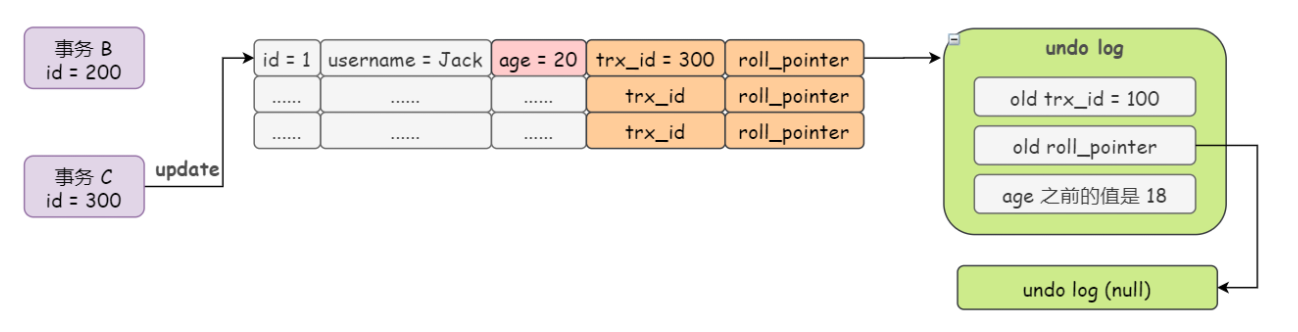 事务 B
id = 200
事务 C
id = 300
update
id = 1 username = Jack age = 20 trx_id = 300 roll_pointer
...... ...... ...... trx_id roll_pointer
...... ...... ...... trx_id roll_pointer
undo log
old trx_id = 100
old roll_pointer
age 之前的值是 18
undo log (null)